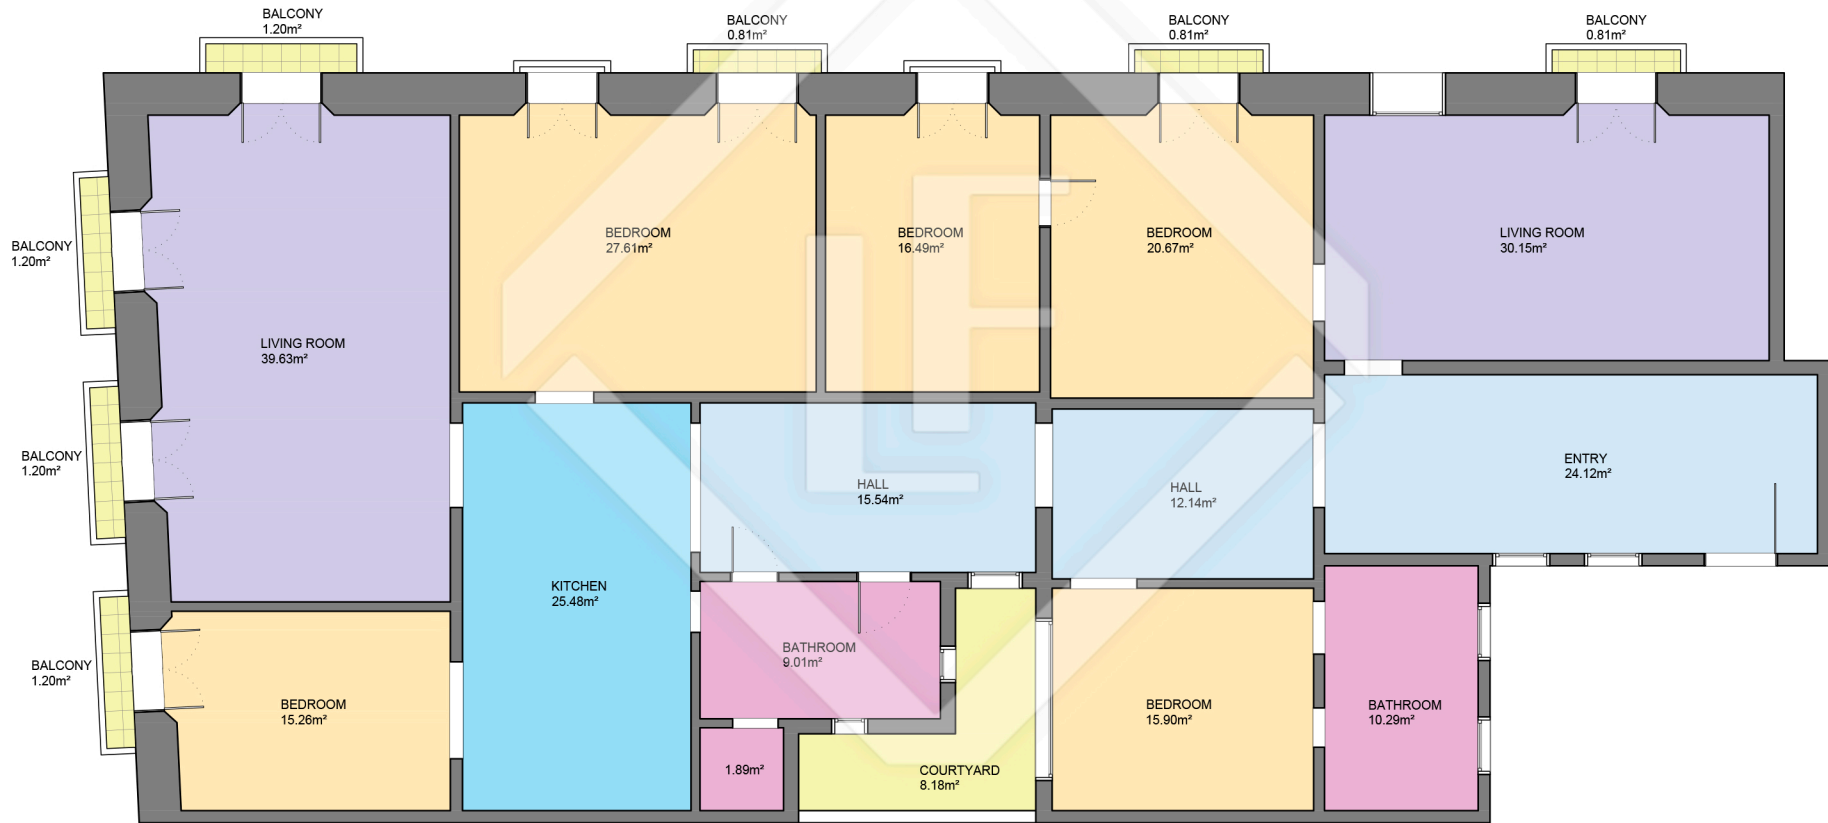 BALCONY
1.20m²
BALCONY
0.81m²
BALCONY
0.81m²
BALCONY
0.81m²
BALCONY
1.20m²
BEDROOM
27.61m²
BEDROOM
16.49m²
BEDROOM
20.67m²
LIVING ROOM
30.15m²
LIVING ROOM
39.63m²
BALCONY
1.20m²
HALL
15.54m²
HALL
12.14m²
ENTRY
24.12m²
KITCHEN
25.48m²
BALCONY
1.20m²
BATHROOM
9.01m²
BEDROOM
15.26m²
BEDROOM
15.90m²
BATHROOM
10.29m²
1.89m²
COURTYARD
8.18m²
LF